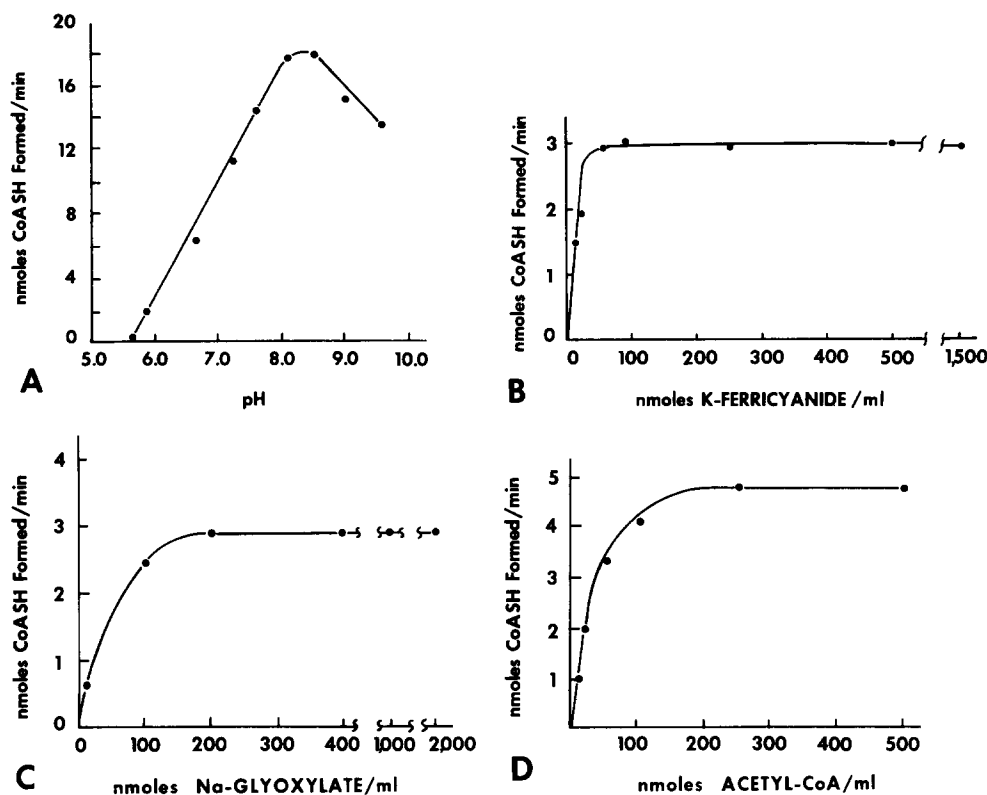 20
16
12
8
4
0
nmoles CoASH Formed/min
5.0 6.0 7.0 8.0 9.0 10.0
A
pH
3
2
1
0
nmoles CoASH Formed/min
0 100 200 300 400 500 1,500
B
nmoles K-FERRICYANIDE /ml
4
3
2
1
0
nmoles CoASH Formed/min
0 100 200 300 400 1,000 2,000
C
nmoles Na-GLYOXYLATE/ml
5
4
3
2
1
nmoles CoASH Formed/min
100 200 300 400 500
D
nmoles ACETYL-CoA/ml